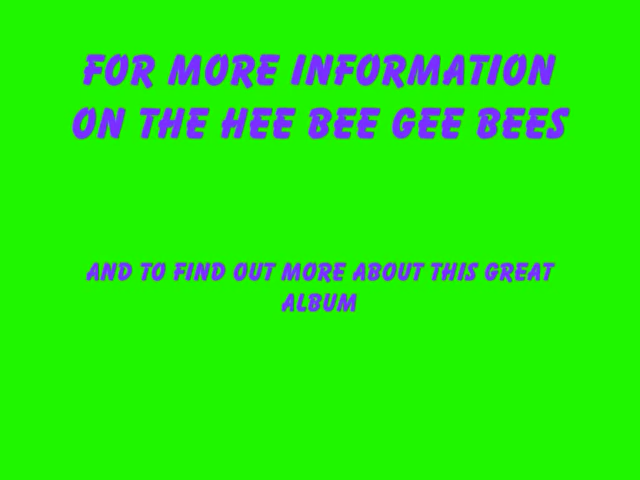 FOR MORE INFORMATION
ON THE HEE BEE GEE BEES
AND TO FIND OUT MORE ABOUT THIS GREAT
ALBUM